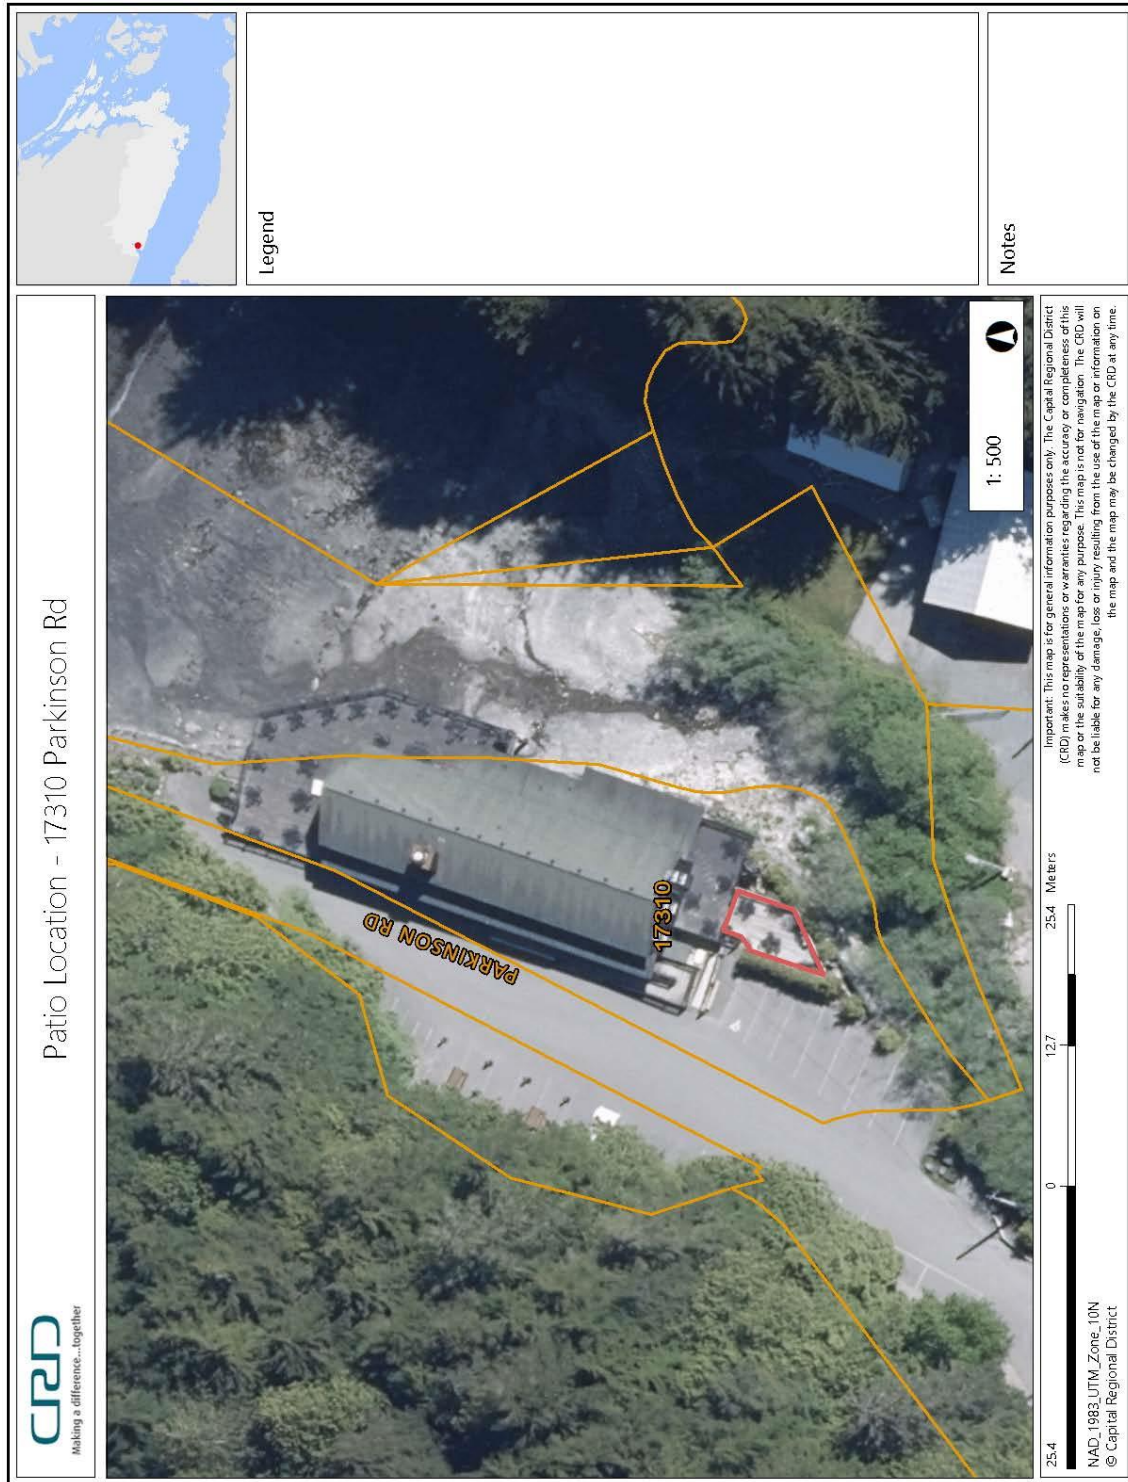 CRD
Making a difference...together
Patio Location - 17310 Parkinson Rd
PARKINSON RD
17310
1: 500
Legend
Notes
25.4
0
12.7
25.4
Meters
NAD_1983_UTM_Zone_10N
© Capital Regional District
Important: This map is for general information purposes only. The Capital Regional District
(CRD) makes no representations or warranties regarding the accuracy or completeness of this
map or the suitability of the map for any purpose. This map is not for navigation. The CRD will
not be liable for any damage, loss or injury resulting from the use of the map or information on
the map and the map may be changed by the CRD at any time.